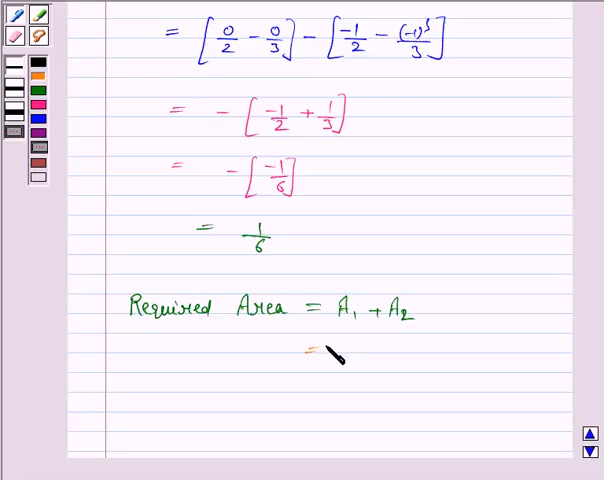 = [0/2 - 0/3] - [-1/2 - (-1)³/3]
= - [-1/2 + 1/3]
= - [-1/6]
= 1/6
Required Area = A₁ + A₂
=